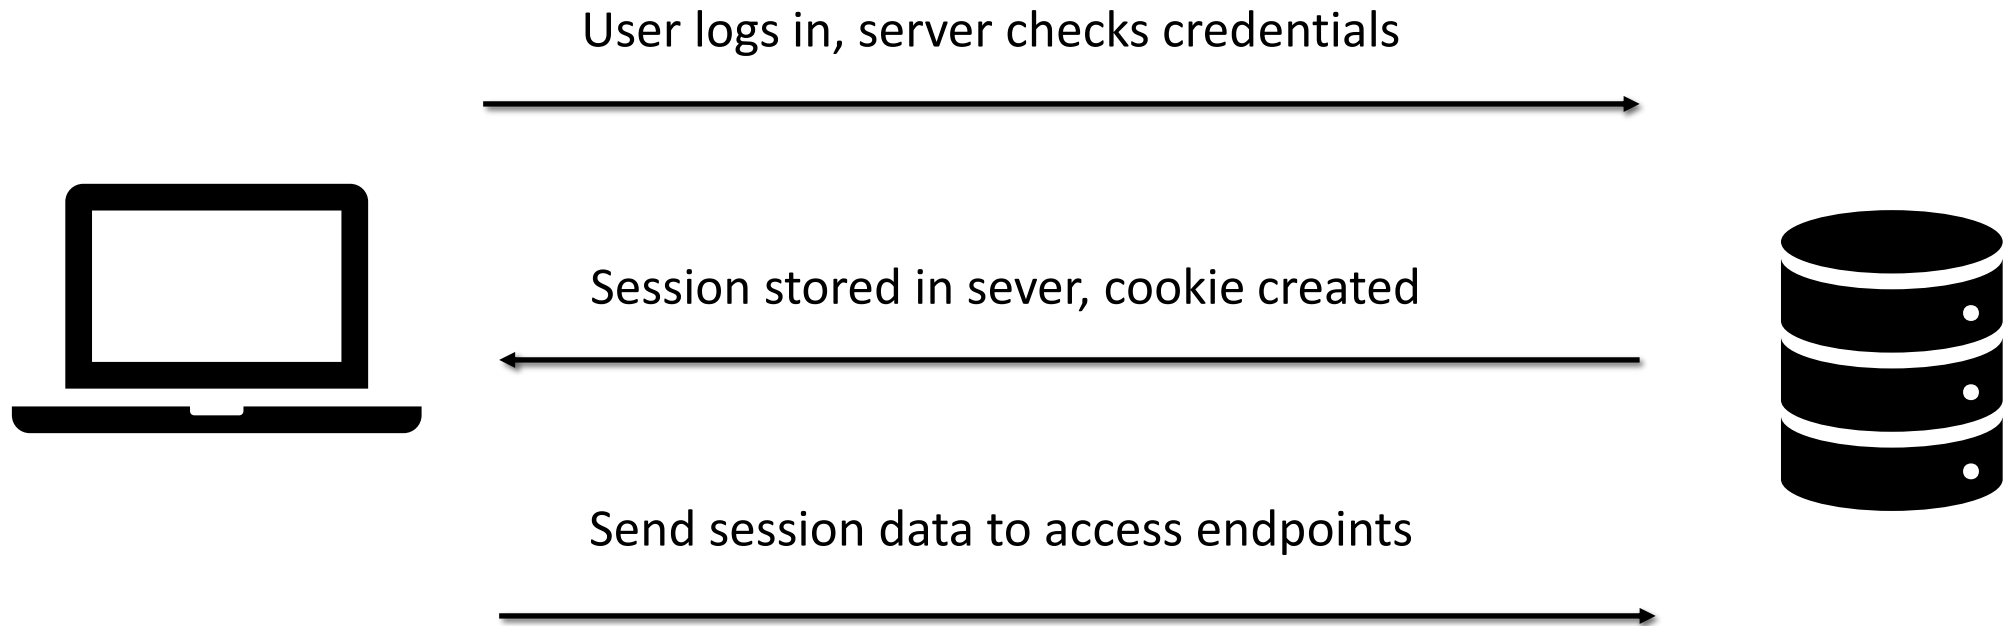 User logs in, server checks credentials
Session stored in sever, cookie created
Send session data to access endpoints